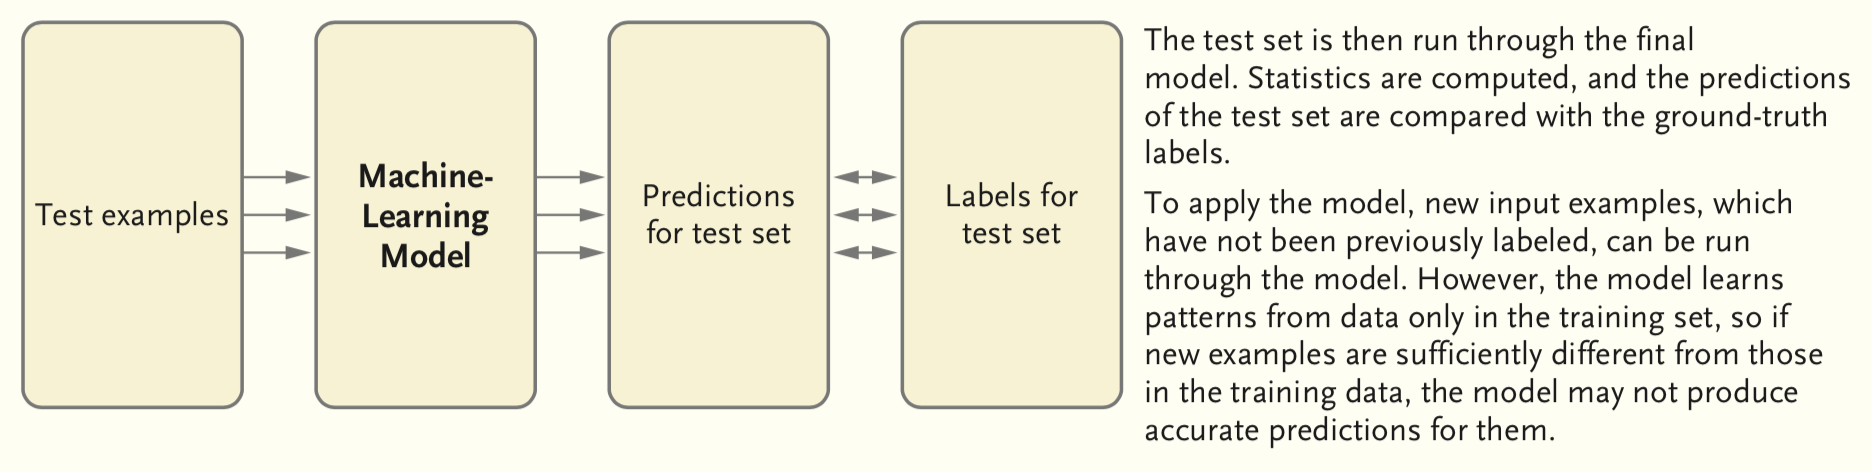 Test examples
Machine-
Learning
Model
Predictions
for test set
Labels for
test set
The test set is then run through the final
model. Statistics are computed, and the predictions
of the test set are compared with the ground-truth
labels.
To apply the model, new input examples, which
have not been previously labeled, can be run
through the model. However, the model learns
patterns from data only in the training set, so if
new examples are sufficiently different from those
in the training data, the model may not produce
accurate predictions for them.